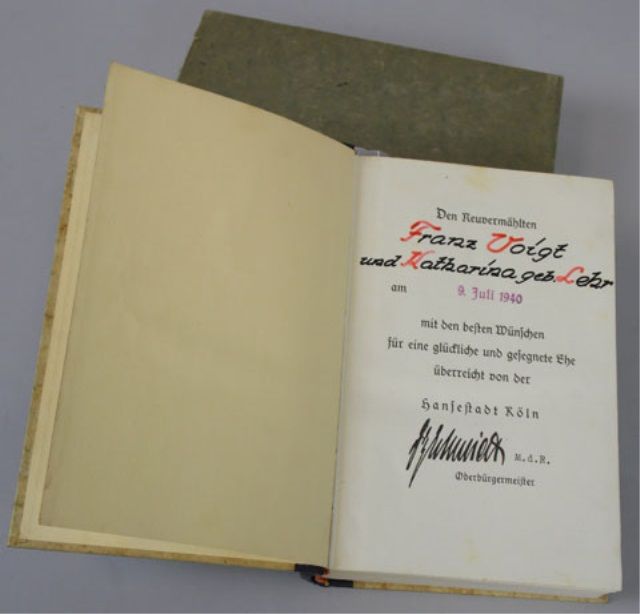 Den Neuvermählten
Franz Voigt
und Katharina geb. Lehr
am 9. Juli 1940
mit den besten Wünschen
für eine glückliche und gesegnete Ehe
überreicht von der
Hansestadt Köln
Schmidt M.d.R.
Oberbürgermeister